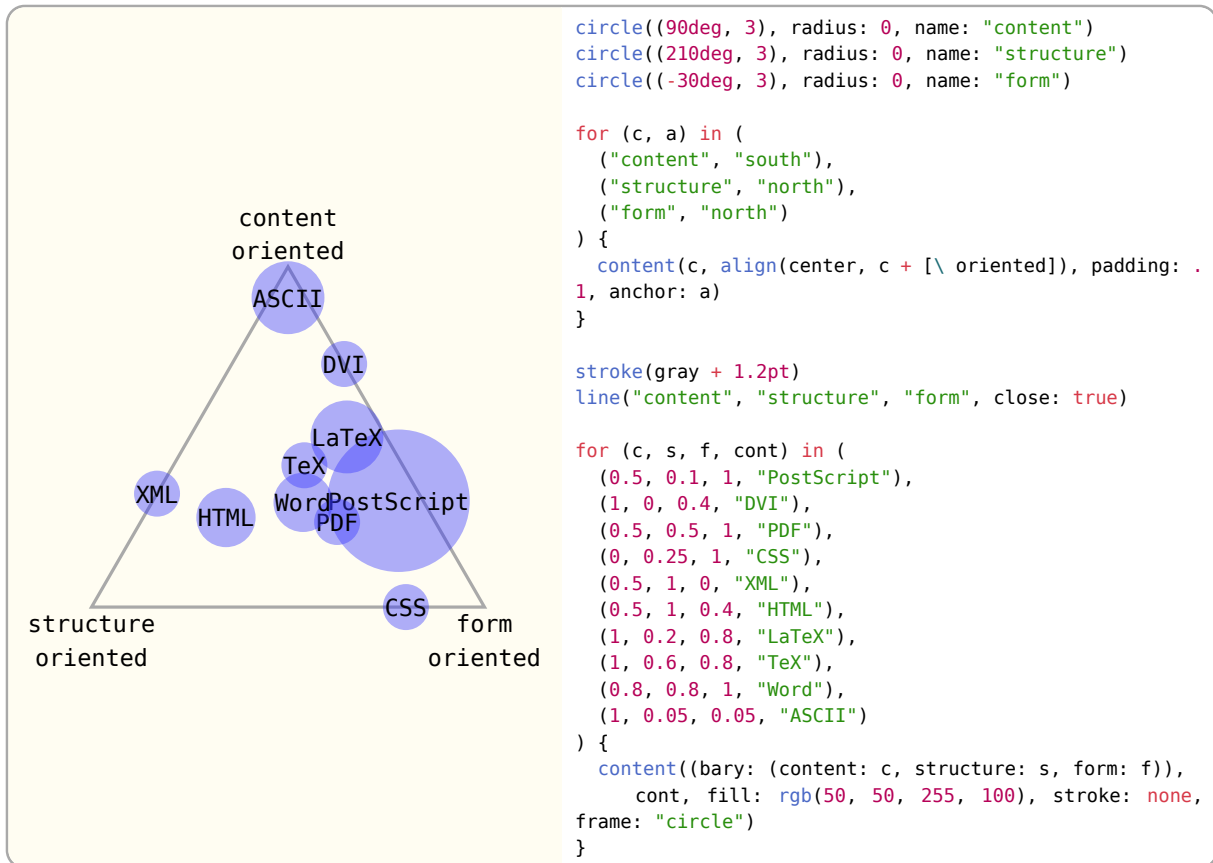 content
oriented
ASCII
DVI
LaTeX
TeX
XML
Word
PostScript
HTML
PDF
CSS
structure
oriented
form
oriented
circle((90deg, 3), radius: 0, name: "content")
circle((210deg, 3), radius: 0, name: "structure")
circle((-30deg, 3), radius: 0, name: "form")
for (c, a) in (
  ("content", "south"),
  ("structure", "north"),
  ("form", "north")
) {
  content(c, align(center, c + [\ oriented]), padding: .
1, anchor: a)
}
stroke(gray + 1.2pt)
line("content", "structure", "form", close: true)
for (c, s, f, cont) in (
  (0.5, 0.1, 1, "PostScript"),
  (1, 0, 0.4, "DVI"),
  (0.5, 0.5, 1, "PDF"),
  (0, 0.25, 1, "CSS"),
  (0.5, 1, 0, "XML"),
  (0.5, 1, 0.4, "HTML"),
  (1, 0.2, 0.8, "LaTeX"),
  (1, 0.6, 0.8, "TeX"),
  (0.8, 0.8, 1, "Word"),
  (1, 0.05, 0.05, "ASCII")
) {
  content((bary: (content: c, structure: s, form: f)),
     cont, fill: rgb(50, 50, 255, 100), stroke: none,
frame: "circle")
}